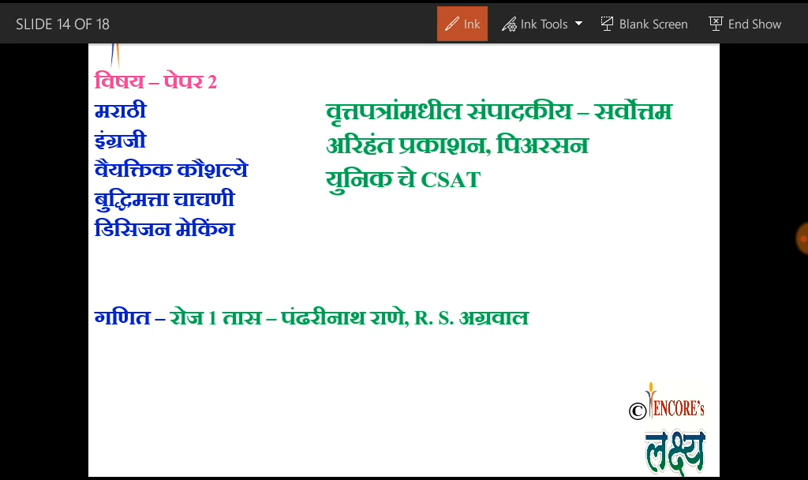 SLIDE 14 OF 18
Ink
Ink Tools
Blank Screen
End Show
विषय – पेपर 2
मराठी
इंग्रजी
वैयक्तिक कौशल्ये
बुद्धिमत्ता चाचणी
डिसिजन मेकिंग
वृत्तपत्रांमधील संपादकीय – सर्वोत्तम
अरिहंत प्रकाशन, पिअरसन
युनिक चे CSAT
गणित – रोज 1 तास – पंढरीनाथ राणे, R. S. अग्रवाल
© ENCORE's
लक्ष्य